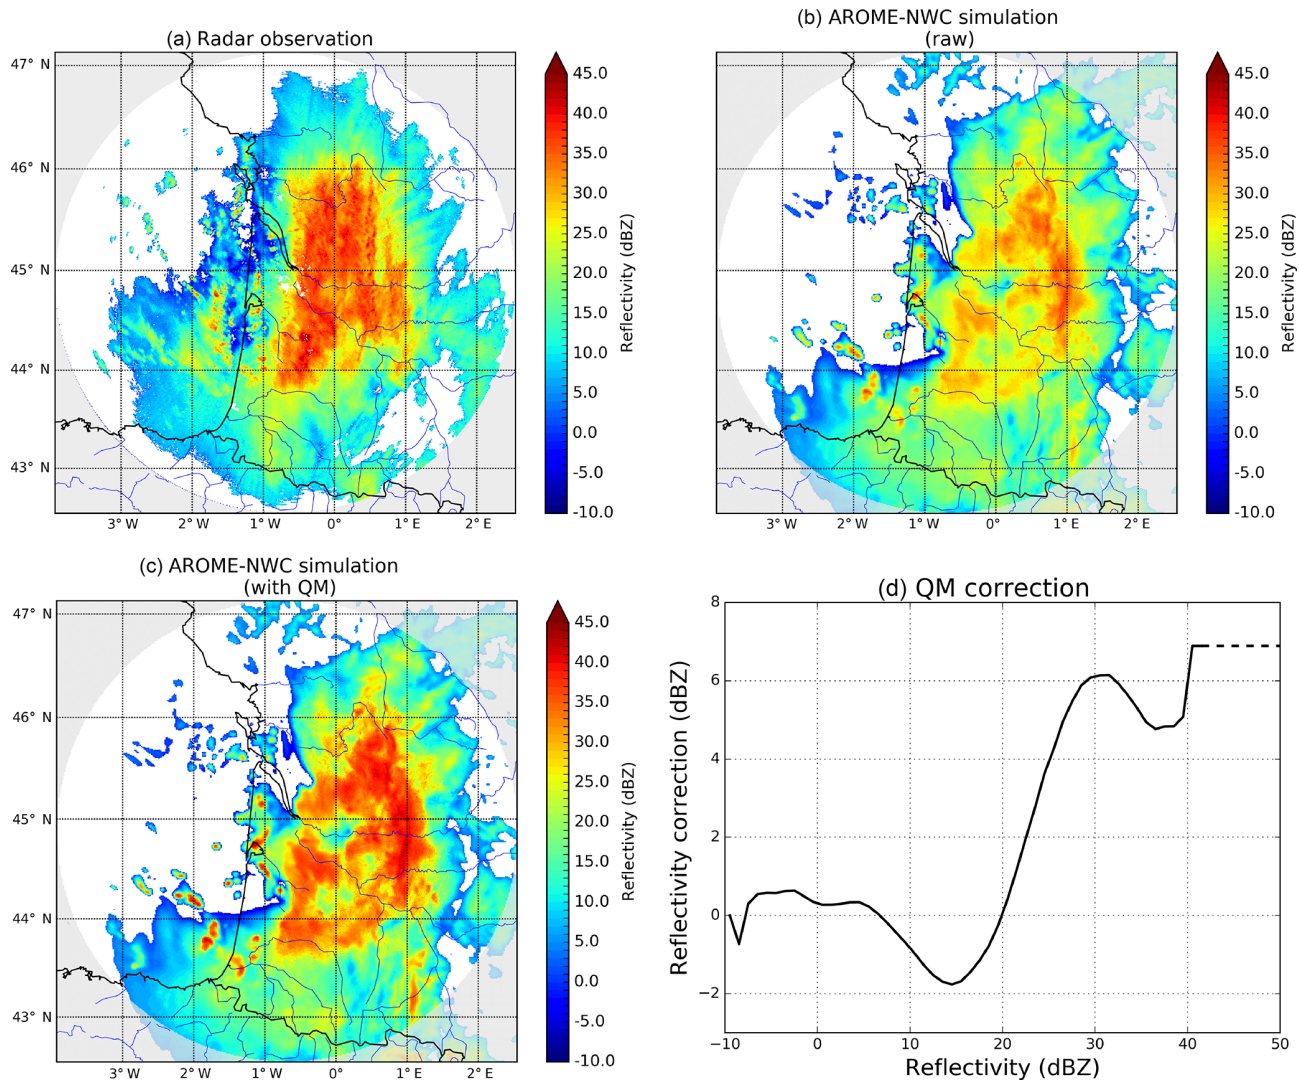 (a) Radar observation
47° N
46° N
45° N
44° N
43° N
3° W
2° W
1° W
0°
1° E
2° E
45.0
40.0
35.0
30.0
25.0
20.0
15.0
10.0
5.0
0.0
-5.0
-10.0
Reflectivity (dBZ)
(b) AROME-NWC simulation
(raw)
3° W
2° W
1° W
0°
1° E
2° E
45.0
40.0
35.0
30.0
25.0
20.0
15.0
10.0
5.0
0.0
-5.0
-10.0
Reflectivity (dBZ)
(c) AROME-NWC simulation
(with QM)
47° N
46° N
45° N
44° N
43° N
3° W
2° W
1° W
0°
1° E
2° E
45.0
40.0
35.0
30.0
25.0
20.0
15.0
10.0
5.0
0.0
-5.0
-10.0
Reflectivity (dBZ)
(d) QM correction
8
6
4
2
0
−2
Reflectivity correction (dBZ)
−10
0
10
20
30
40
50
Reflectivity (dBZ)